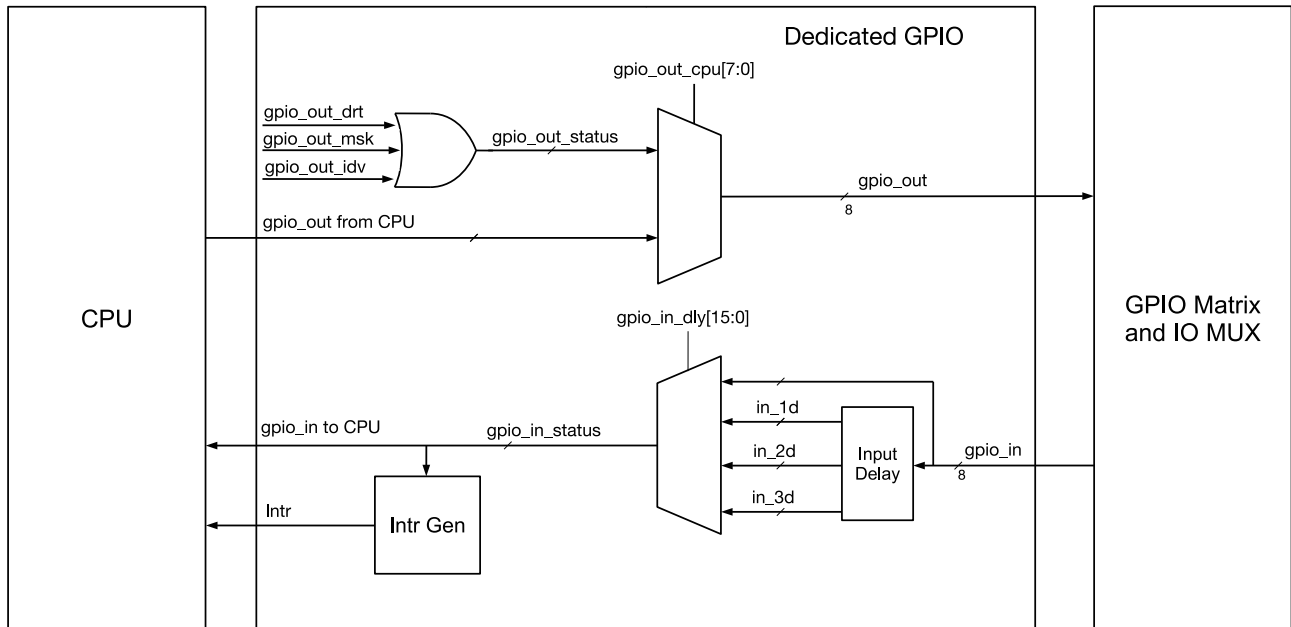 Dedicated GPIO
gpio_out_cpu[7:0]
gpio_out_drt
gpio_out_msk
gpio_out_idv
gpio_out_status
gpio_out
8
gpio_out from CPU
CPU
GPIO Matrix
and IO MUX
gpio_in_dly[15:0]
in_1d
in_2d
in_3d
Input
Delay
gpio_in
8
gpio_in to CPU
gpio_in_status
Intr
Intr Gen